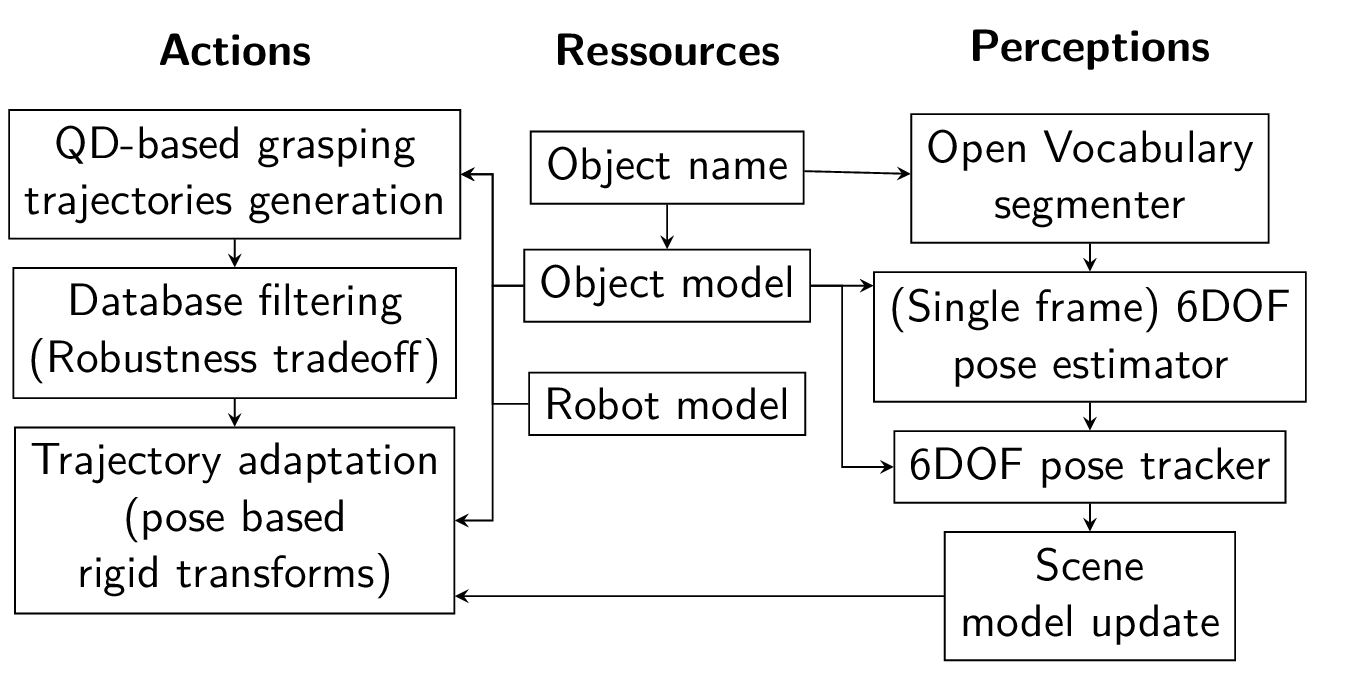 Actions
QD-based grasping
trajectories generation
Database filtering
(Robustness tradeoff)
Trajectory adaptation
(pose based
rigid transforms)
Ressources
Object name
Object model
Robot model
Perceptions
Open Vocabulary
segmenter
(Single frame) 6DOF
pose estimator
6DOF pose tracker
Scene
model update